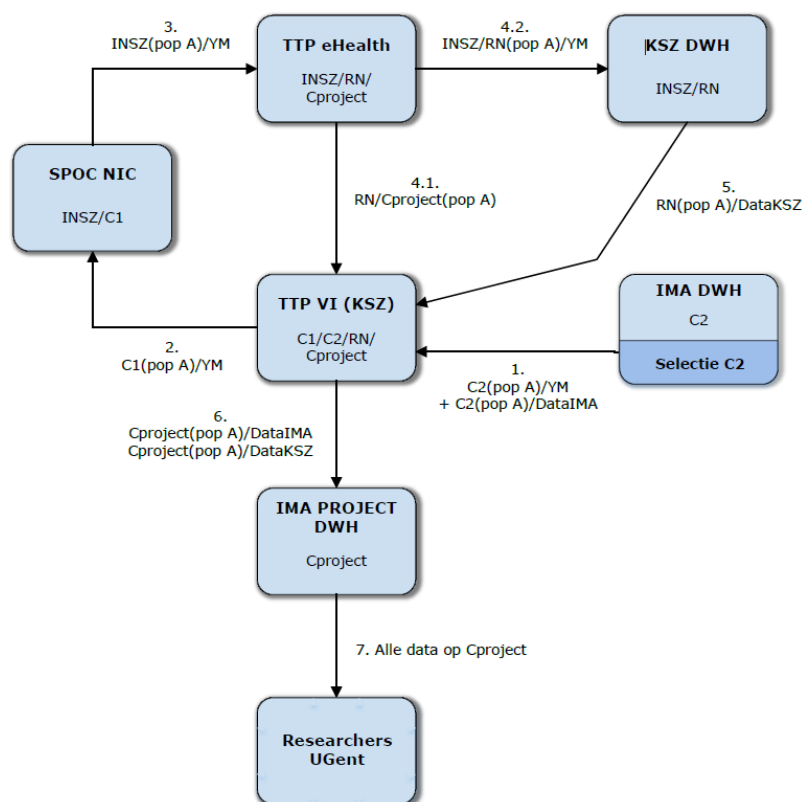 3.
INSZ(pop A)/YM
TTP eHealth
INSZ/RN/
Cproject
4.2.
INSZ/RN(pop A)/YM
KSZ DWH
INSZ/RN
SPOC NIC
INSZ/C1
4.1.
RN/Cproject(pop A)
5.
RN(pop A)/DataKSZ
TTP VI (KSZ)
C1/C2/RN/
Cproject
IMA DWH
C2
Selectie C2
2.
C1(pop A)/YM
1.
C2(pop A)/YM
+ C2(pop A)/DataIMA
6.
Cproject(pop A)/DataIMA
Cproject(pop A)/DataKSZ
IMA PROJECT
DWH
Cproject
7. Alle data op Cproject
Researchers
UGent